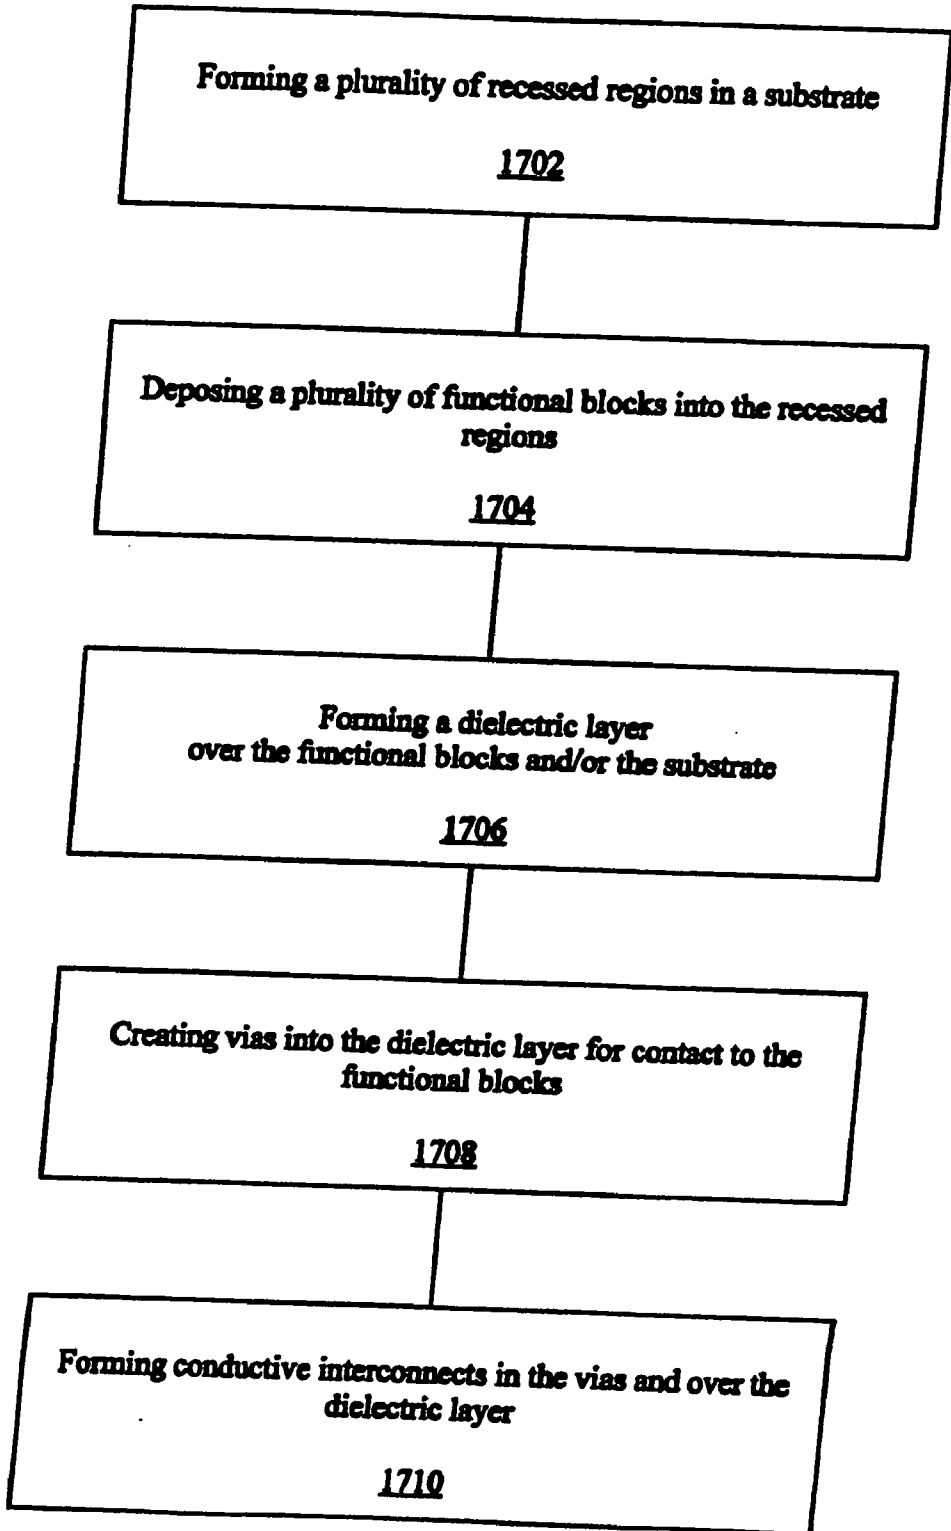 Forming a plurality of recessed regions in a substrate
1702
Deposing a plurality of functional blocks into the recessed
regions
1704
Forming a dielectric layer
over the functional blocks and/or the substrate
1706
Creating vias into the dielectric layer for contact to the
functional blocks
1708
Forming conductive interconnects in the vias and over the
dielectric layer
1710